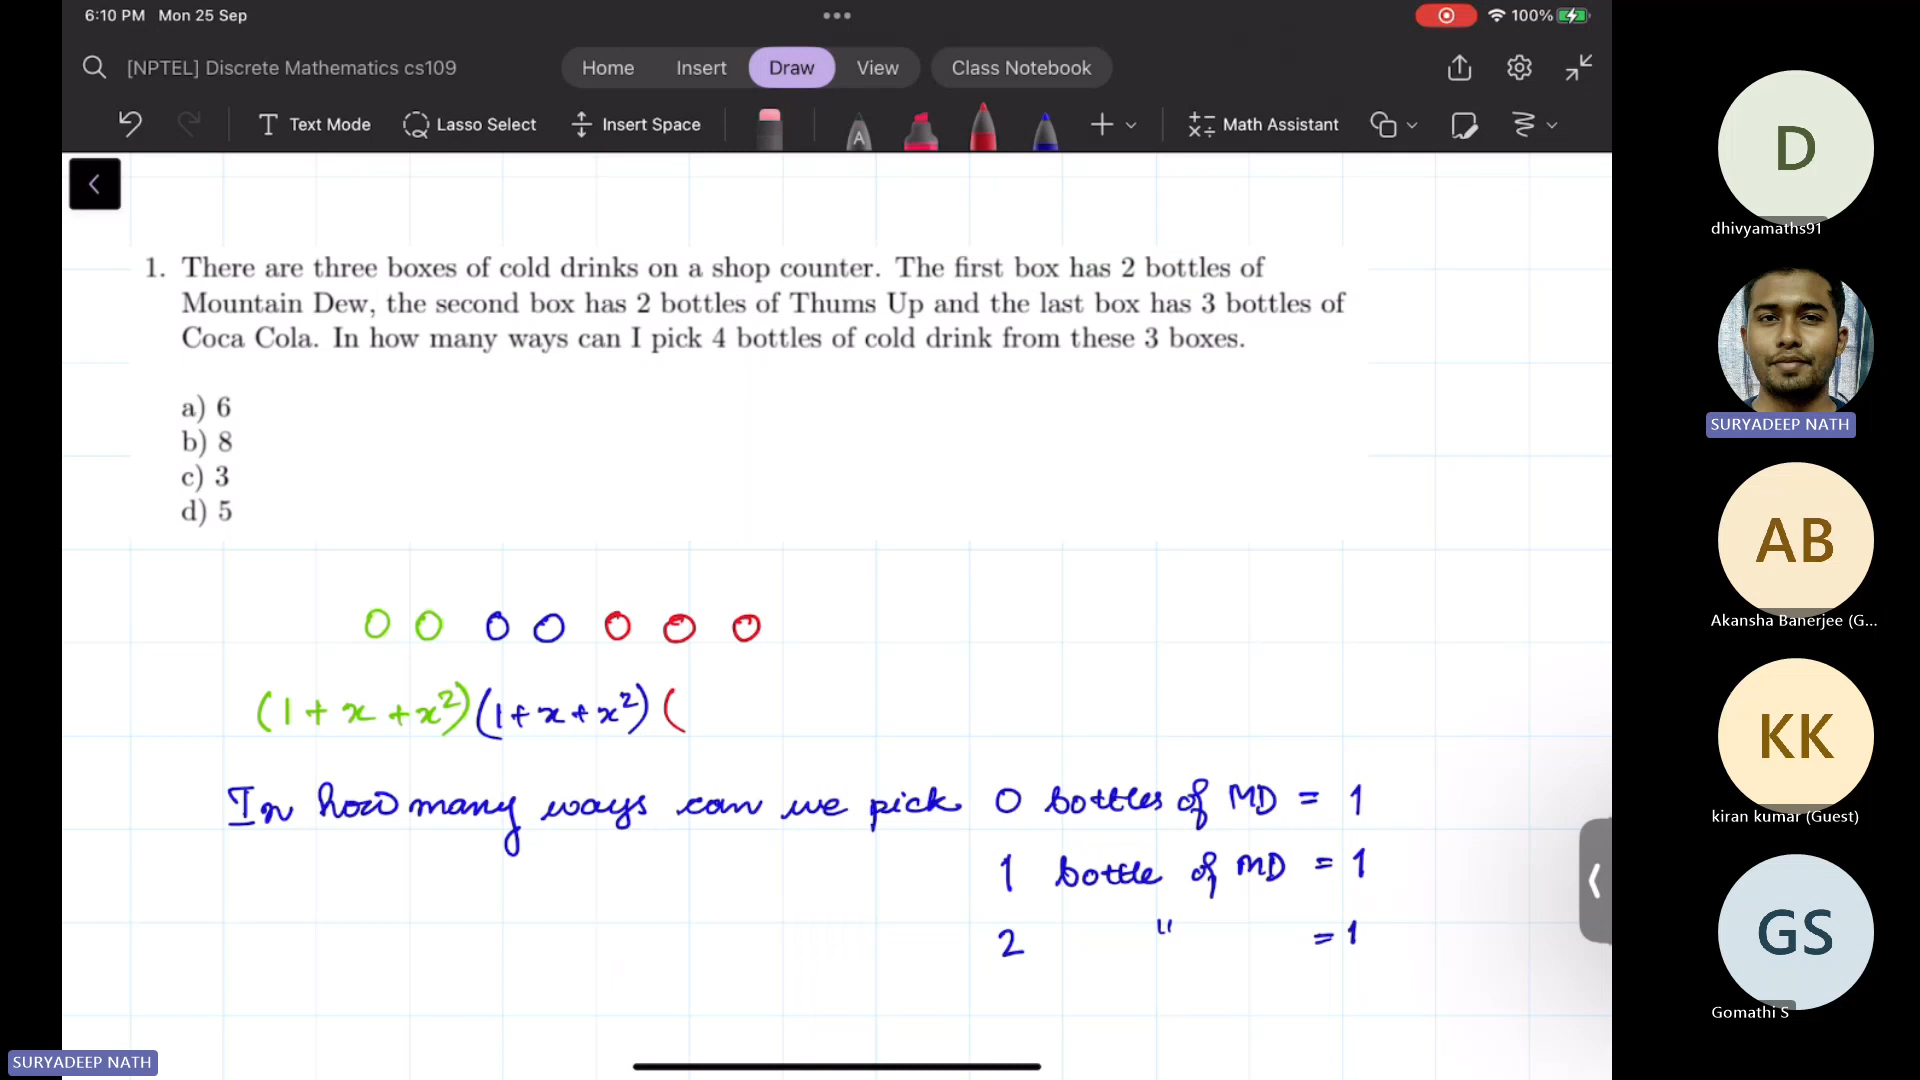 6:10 PM Mon 25 Sep
100%
[NPTEL] Discrete Mathematics cs109
Home Insert Draw View Class Notebook
Text Mode Lasso Select Insert Space A Math Assistant
1. There are three boxes of cold drinks on a shop counter. The first box has 2 bottles of
Mountain Dew, the second box has 2 bottles of Thums Up and the last box has 3 bottles of
Coca Cola. In how many ways can I pick 4 bottles of cold drink from these 3 boxes.
a) 6
b) 8
c) 3
d) 5
(1 + x + x²) (1 + x + x²) (
In how many ways can we pick 0 bottles of MD = 1
1 bottle of MD = 1
2 " = 1
D
dhivyamaths91
SURYADEEP NATH
AB
Akansha Banerjee (G...
KK
kiran kumar (Guest)
GS
Gomathi S
SURYADEEP NATH